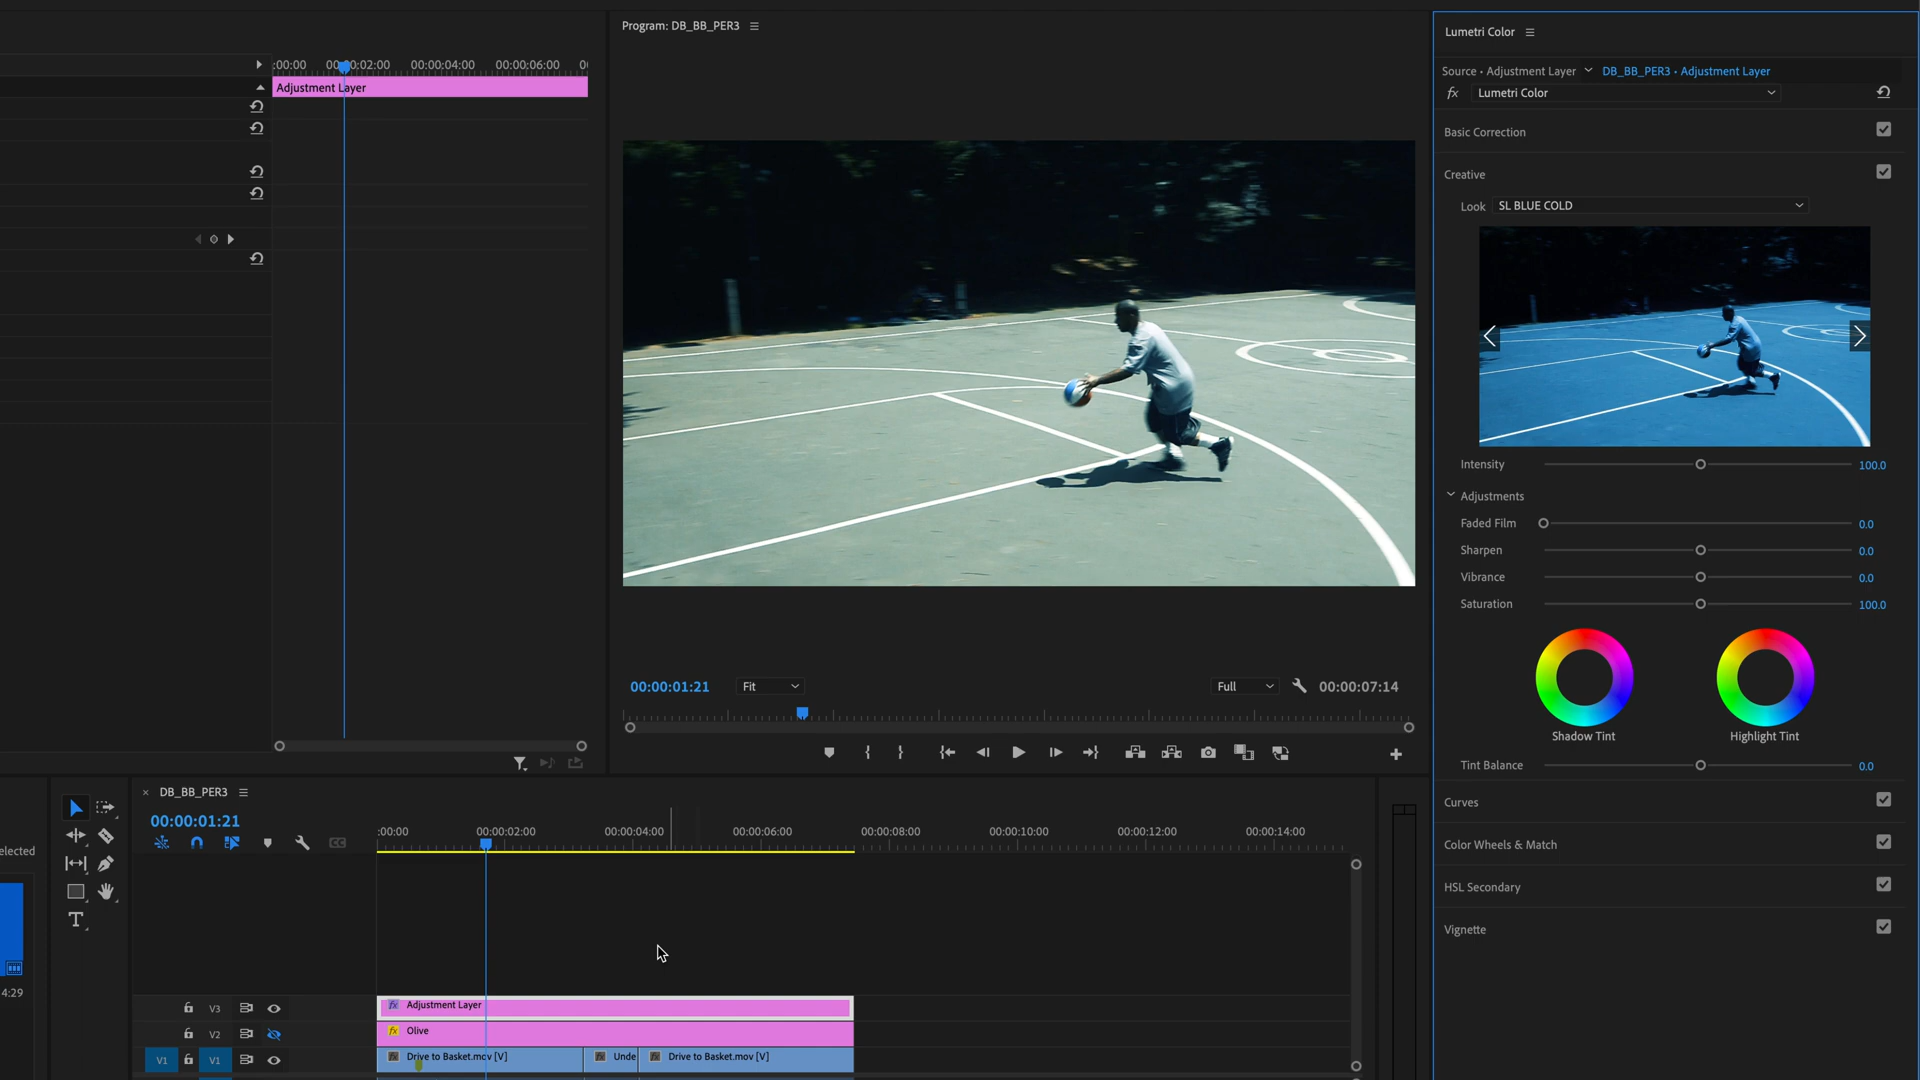 Program: DB_BB_PER3
Lumetri Color
:00:00
00:00:02:00
00:00:04:00
00:00:06:00
Adjustment Layer
Source • Adjustment Layer
DB_BB_PER3 • Adjustment Layer
fx
Lumetri Color
Basic Correction
Creative
Look
SL BLUE COLD
Intensity
100.0
Adjustments
Faded Film
0.0
Sharpen
0.0
Vibrance
0.0
Saturation
100.0
Shadow Tint
Highlight Tint
Tint Balance
0.0
Curves
Color Wheels & Match
HSL Secondary
Vignette
00:00:01:21
Fit
Full
00:00:07:14
DB_BB_PER3
00:00:01:21
:00:00
00:00:02:00
00:00:04:00
00:00:06:00
00:00:08:00
00:00:10:00
00:00:12:00
00:00:14:00
elected
4:29
V3
fx Adjustment Layer
V2
fx Olive
V1
V1
fx Drive to Basket.mov [V]
fx Unde
fx Drive to Basket.mov [V]